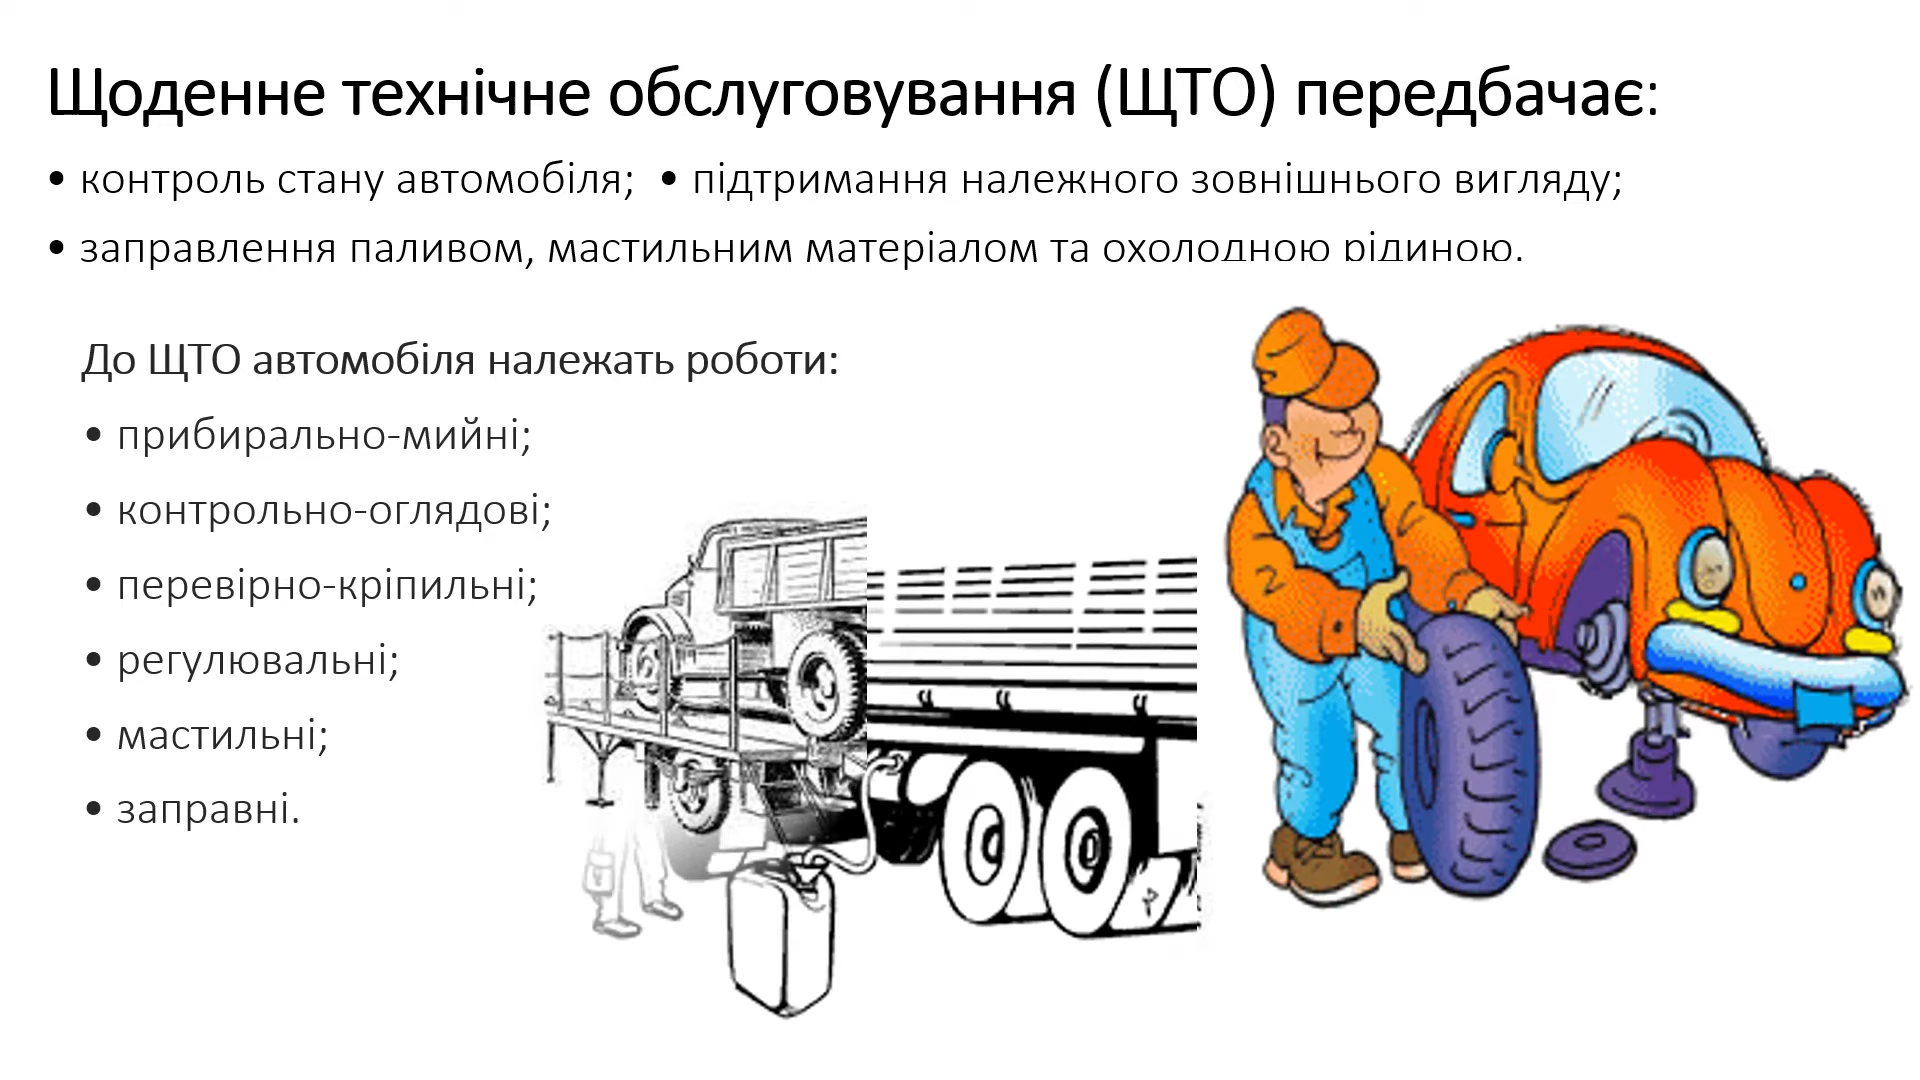 Щоденне технічне обслуговування (ЩТО) передбачає:
• контроль стану автомобіля; • підтримання належного зовнішнього вигляду;
• заправлення паливом, мастильним матеріалом та охолодною рідиною.
До ЩТО автомобіля належать роботи:
• прибирально-мийні;
• контрольно-оглядові;
• перевірно-кріпильні;
• регулювальні;
• мастильні;
• заправні.